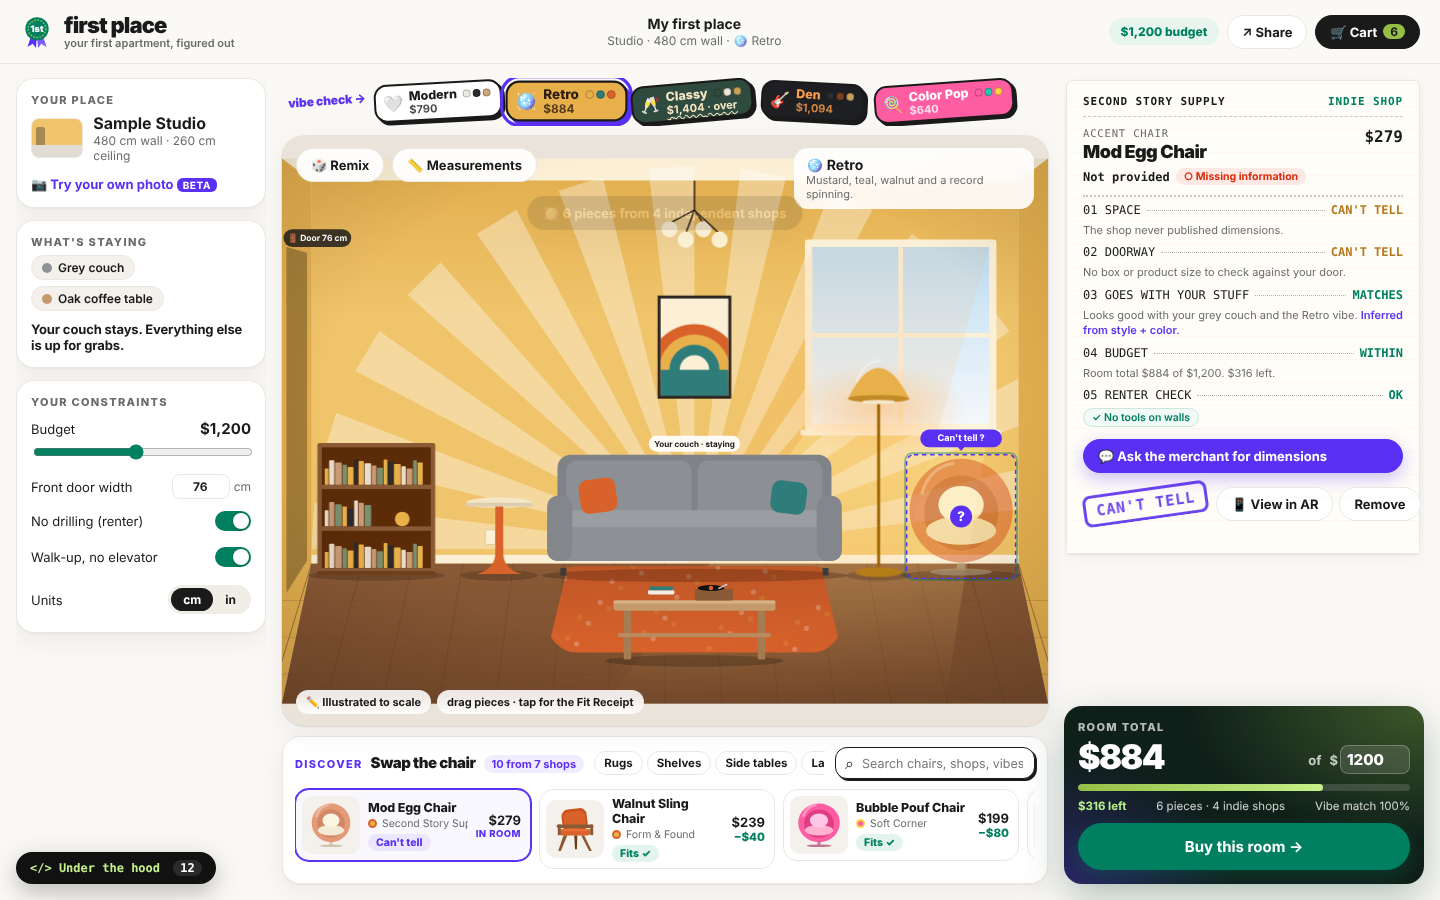 1st
first place
your first apartment, figured out
My first place
Studio · 480 cm wall · Retro
$1,200 budget
↗ Share
Cart 6
YOUR PLACE
Sample Studio
480 cm wall · 260 cm
ceiling
Try your own photo BETA
WHAT'S STAYING
Grey couch
Oak coffee table
Your couch stays. Everything else
is up for grabs.
YOUR CONSTRAINTS
Budget $1,200
Front door width 76 cm
No drilling (renter)
Walk-up, no elevator
Units cm in
</> Under the hood 12
vibe check →
Modern
$790
Retro
$884
Classy
$1,404 · over
Den
$1,094
Color Pop
$640
Remix
Measurements
Retro
Mustard, teal, walnut and a record
spinning.
Door 76 cm
Your couch · staying
Can't tell ?
?
Illustrated to scale
drag pieces · tap for the Fit Receipt
DISCOVER Swap the chair 10 from 7 shops
Rugs Shelves Side tables La
Search chairs, shops, vibes
Mod Egg Chair
Second Story Sup
Can't tell
$279
IN ROOM
Walnut Sling
Chair
Form & Found
Fits ✓
$239
−$40
Bubble Pouf Chair
Soft Corner
Fits ✓
$199
−$80
SECOND STORY SUPPLY INDIE SHOP
ACCENT CHAIR
$279
Mod Egg Chair
Not provided Missing information
01 SPACE CAN'T TELL
The shop never published dimensions.
02 DOORWAY CAN'T TELL
No box or product size to check against your door.
03 GOES WITH YOUR STUFF MATCHES
Looks good with your grey couch and the Retro vibe. Inferred
from style + color.
04 BUDGET WITHIN
Room total $884 of $1,200. $316 left.
05 RENTER CHECK OK
✓ No tools on walls
Ask the merchant for dimensions
CAN'T TELL
View in AR
Remove
ROOM TOTAL
$884
of $ 1200
$316 left 6 pieces · 4 indie shops Vibe match 100%
Buy this room →